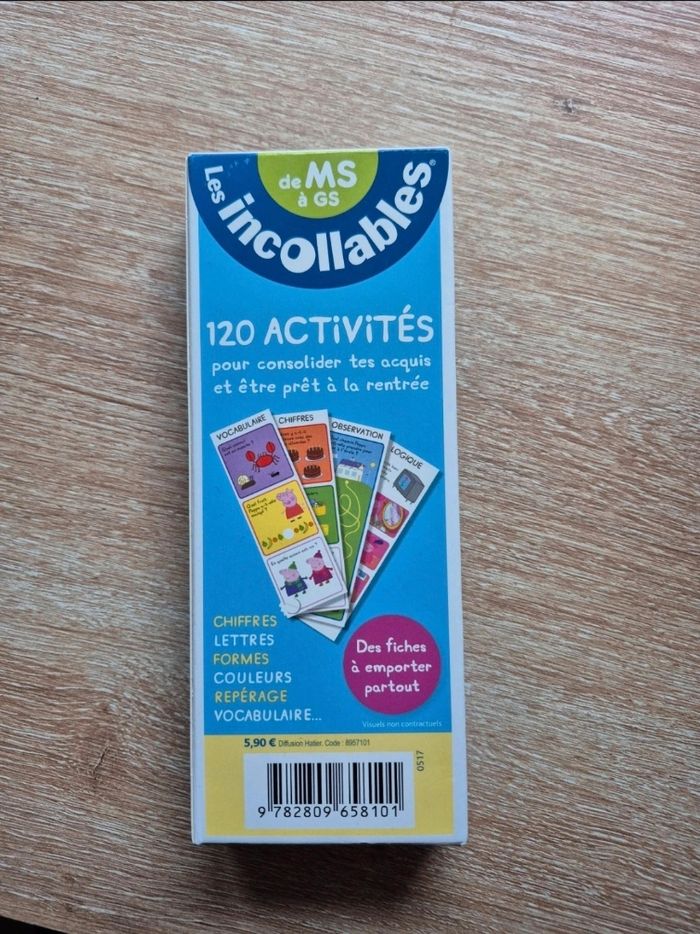 de MS
à GS
Les incollables®
120 ACTIVITÉS
pour consolider tes acquis
et être prêt à la rentrée
VOCABULAIRE
CHIFFRES
OBSERVATION
LOGIQUE
CHIFFRES
LETTRES
FORMES
COULEURS
REPÉRAGE
VOCABULAIRE...
Des fiches
à emporter
partout
Visuels non contractuels
5,90 € Diffusion Hatier. Code : 8957101
0517
9 782809 658101